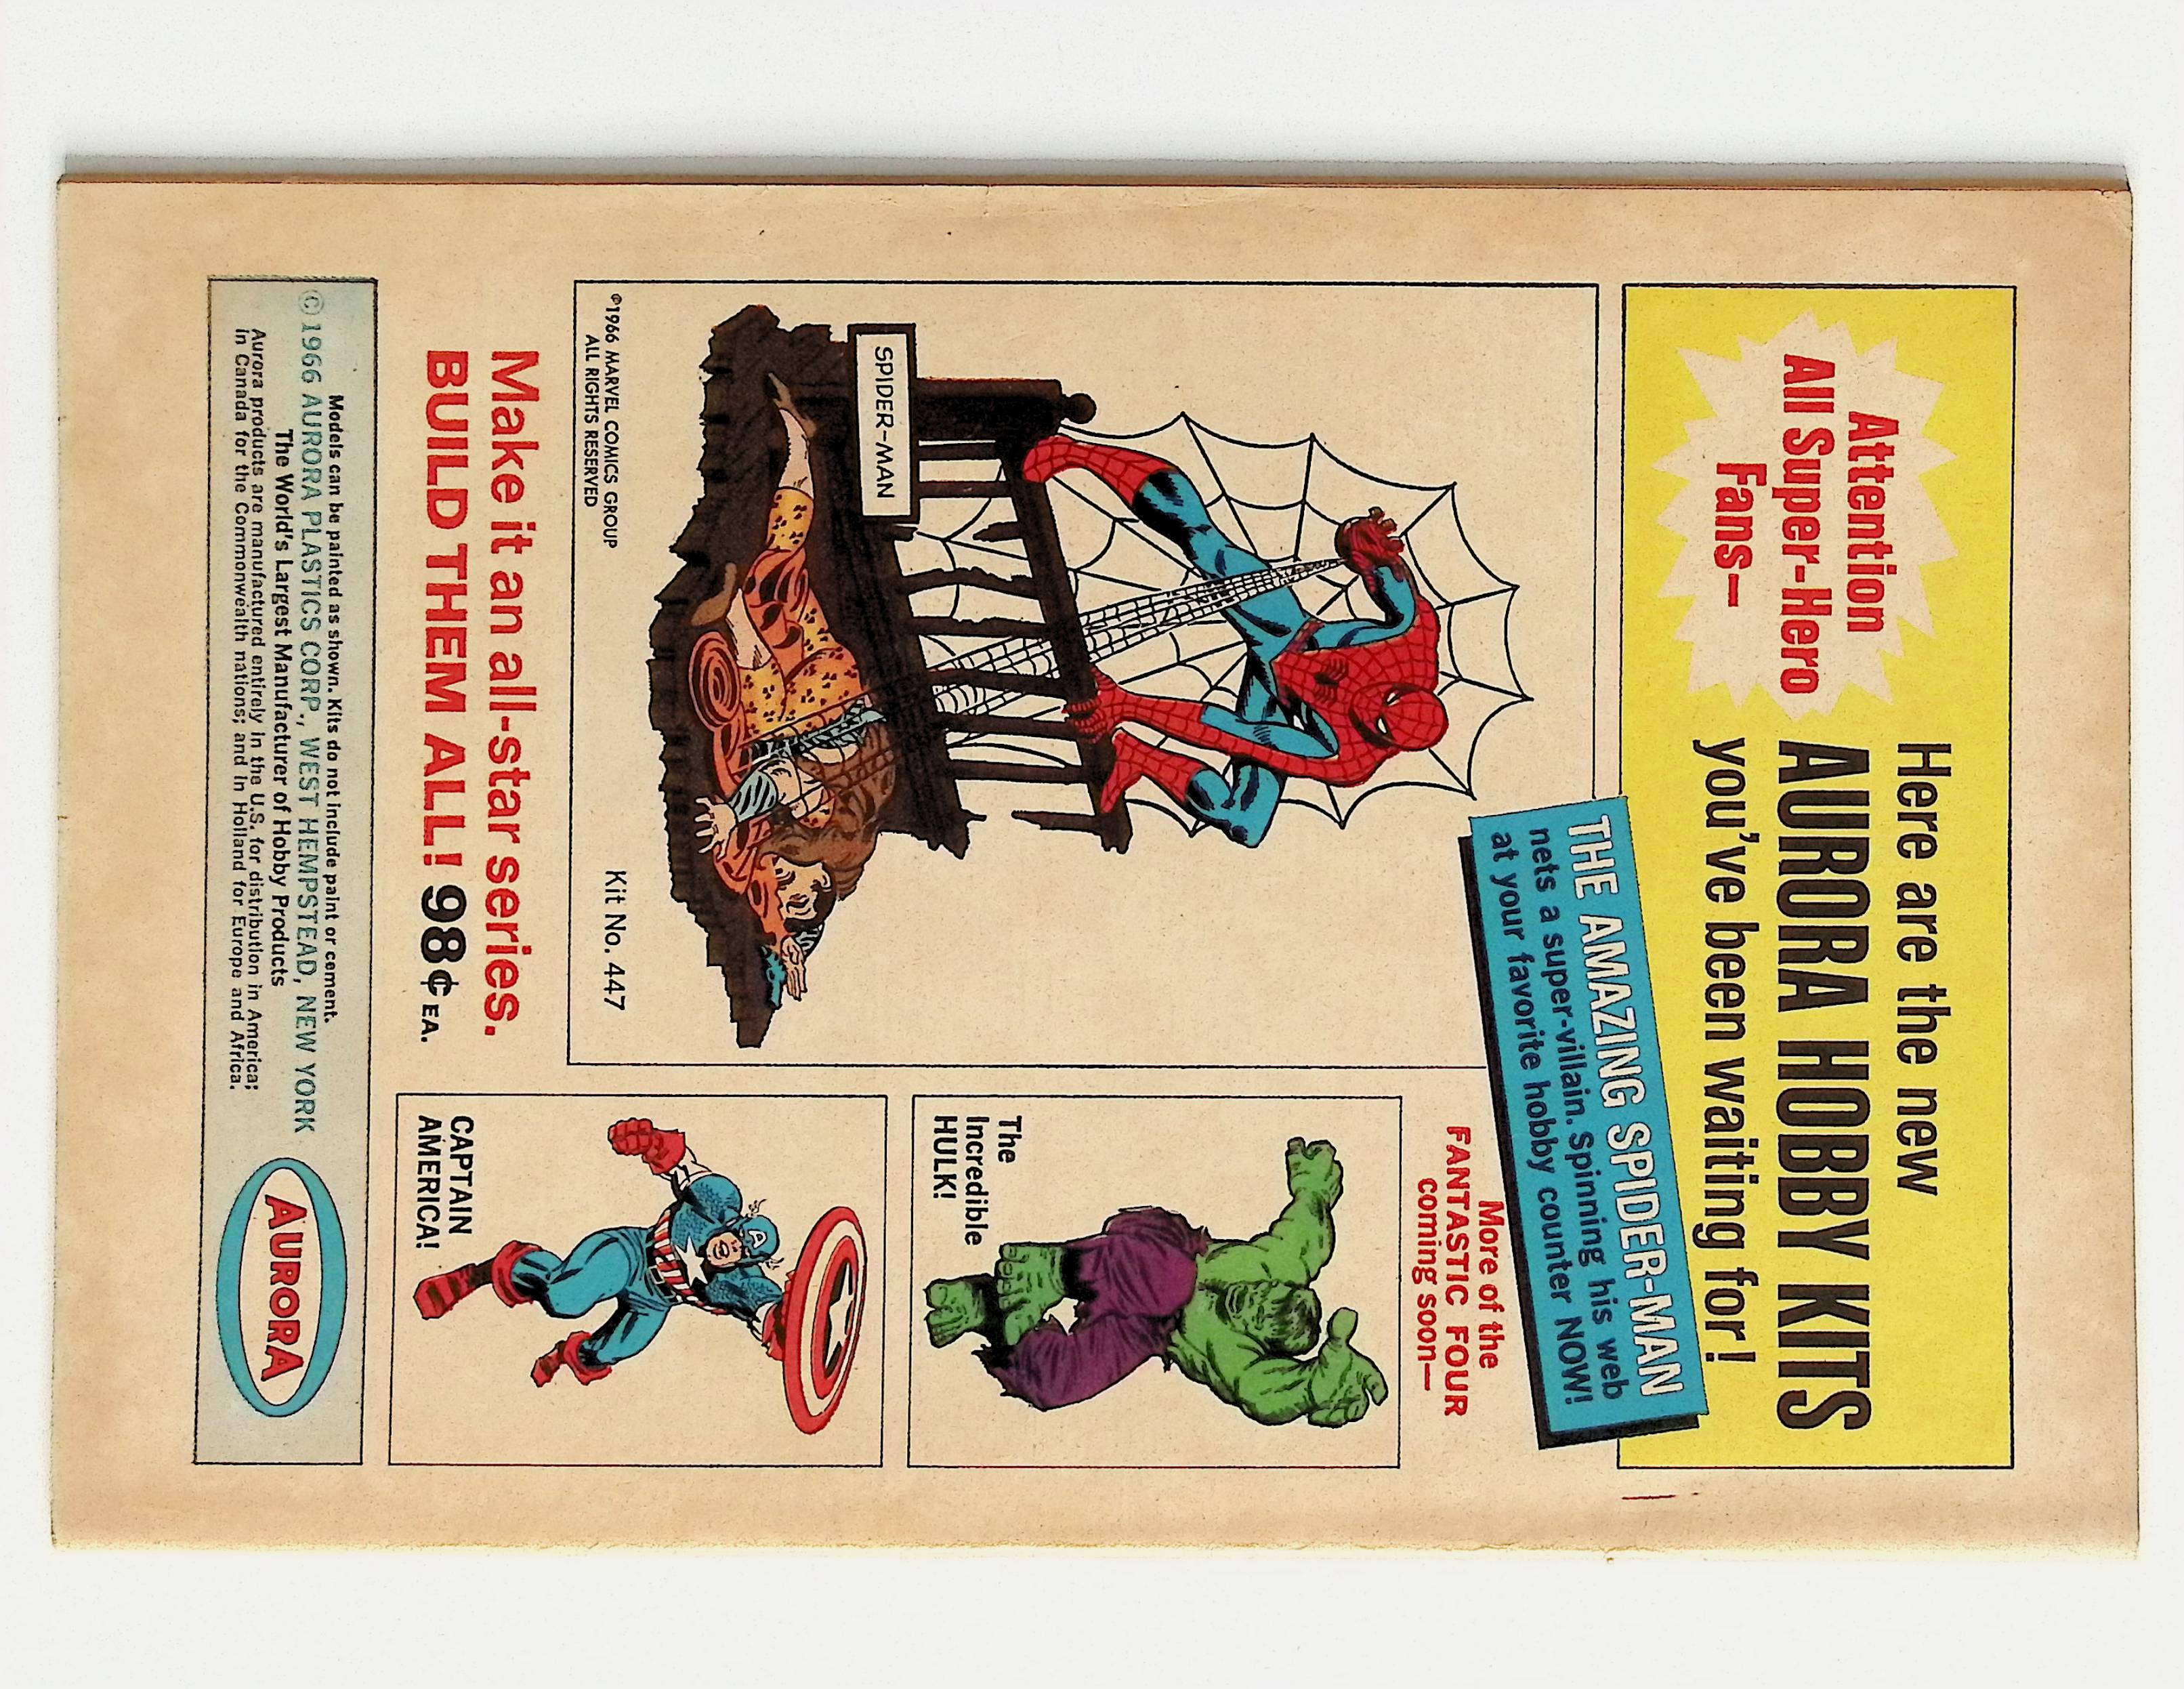 Attention
All Super-Hero
Fans—
Here are the new
AURORA HOBBY KITS
you've been waiting for!
THE AMAZING SPIDER-MAN
nets a super-villain. Spinning his web
at your favorite hobby counter NOW!
SPIDER-MAN
©1966 MARVEL COMICS GROUP
ALL RIGHTS RESERVED
Kit No. 447
More of the
FANTASTIC FOUR
coming soon—
The
Incredible
HULK!
A
CAPTAIN
AMERICA!
Make it an all-star series.
BUILD THEM ALL! 98¢ EA.
Models can be painted as shown. Kits do not include paint or cement.
© 1966 AURORA PLASTICS CORP., WEST HEMPSTEAD, NEW YORK
The World's Largest Manufacturer of Hobby Products
Aurora products are manufactured entirely in the U.S. for distribution in America;
in Canada for the Commonwealth nations; and in Holland for Europe and Africa.
AURORA